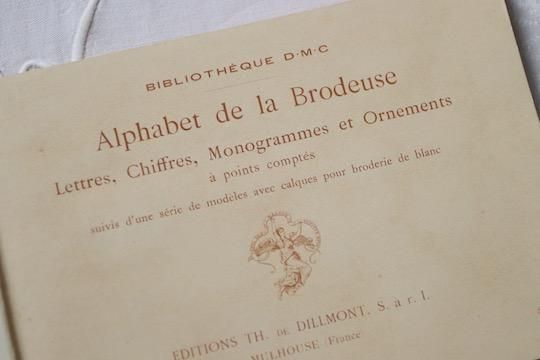 BIBLIOTHÈQUE D·M·C
Alphabet de la Brodeuse
Lettres, Chiffres, Monogrammes et Ornements
à points comptés
suivis d'une série de modèles avec calques pour broderie de blanc
EDITIONS TH. DE DILLMONT, S. à r. l.
MULHOUSE (France)